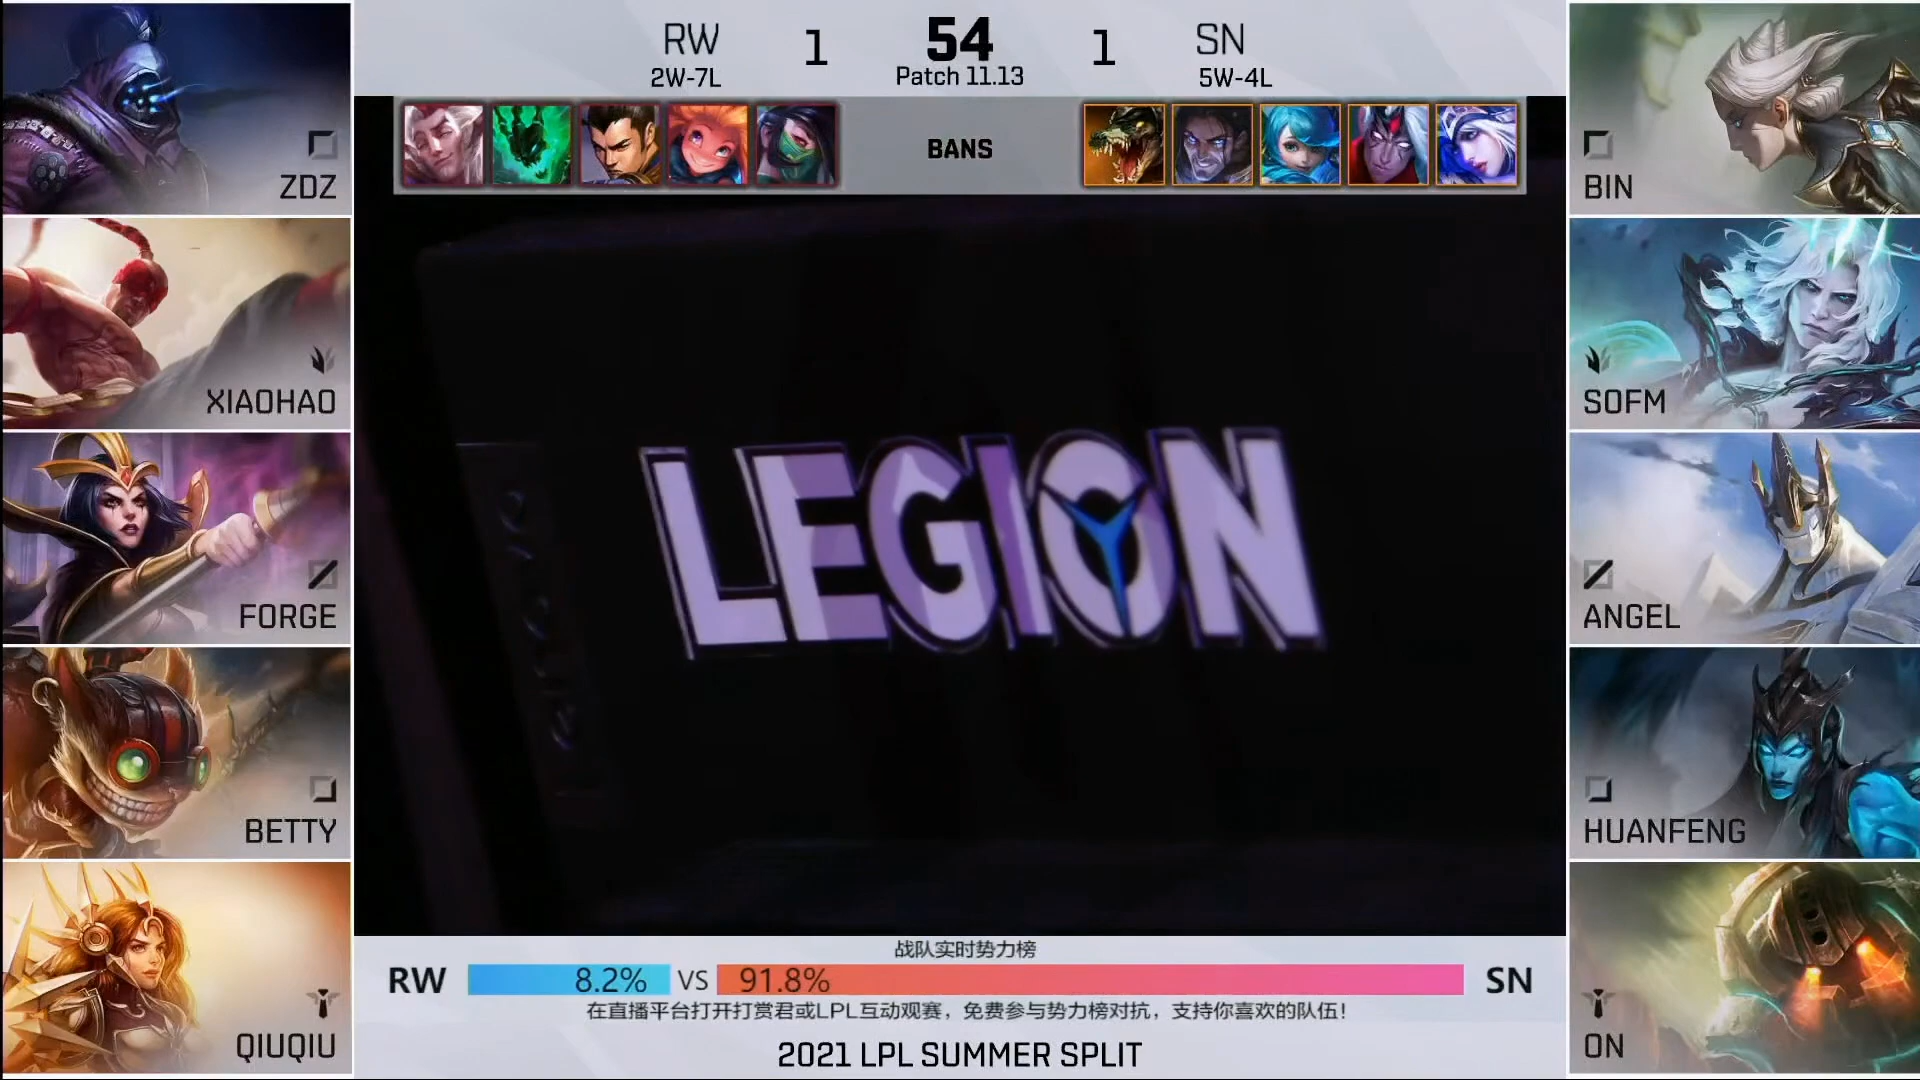 RW 1 54 1 SN
2W-7L Patch 11.13 5W-4L
BANS
ZDZ
XIAOHAO
FORGE
BETTY
QIUQIU
LEGION
BIN
SOFM
ANGEL
HUANFENG
ON
战队实时势力榜
RW 8.2% VS 91.8% SN
在直播平台打开打赏君或LPL互动观赛，免费参与势力榜对抗，支持你喜欢的队伍！
2021 LPL SUMMER SPLIT